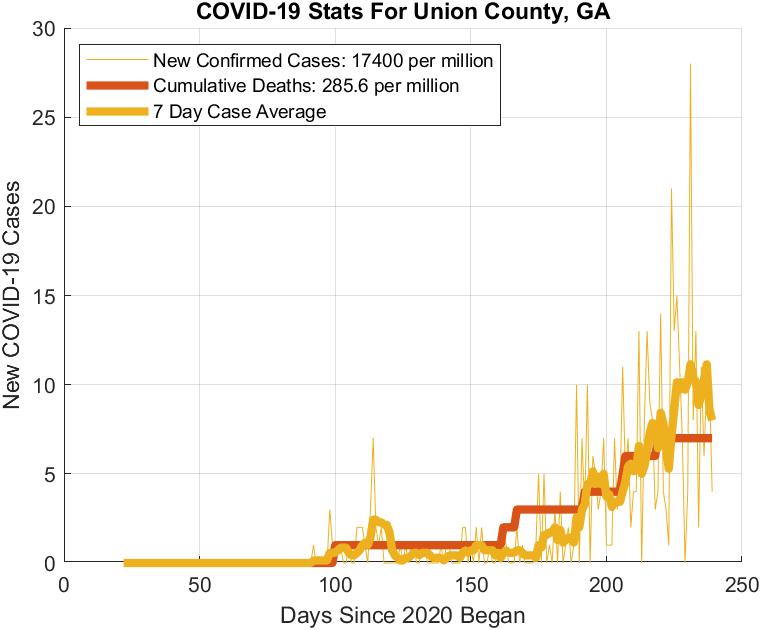 COVID-19 Stats For Union County, GA
New Confirmed Cases: 17400 per million
Cumulative Deaths: 285.6 per million
7 Day Case Average
New COVID-19 Cases
30
25
20
15
10
5
0
0 50 100 150 200 250
Days Since 2020 Began